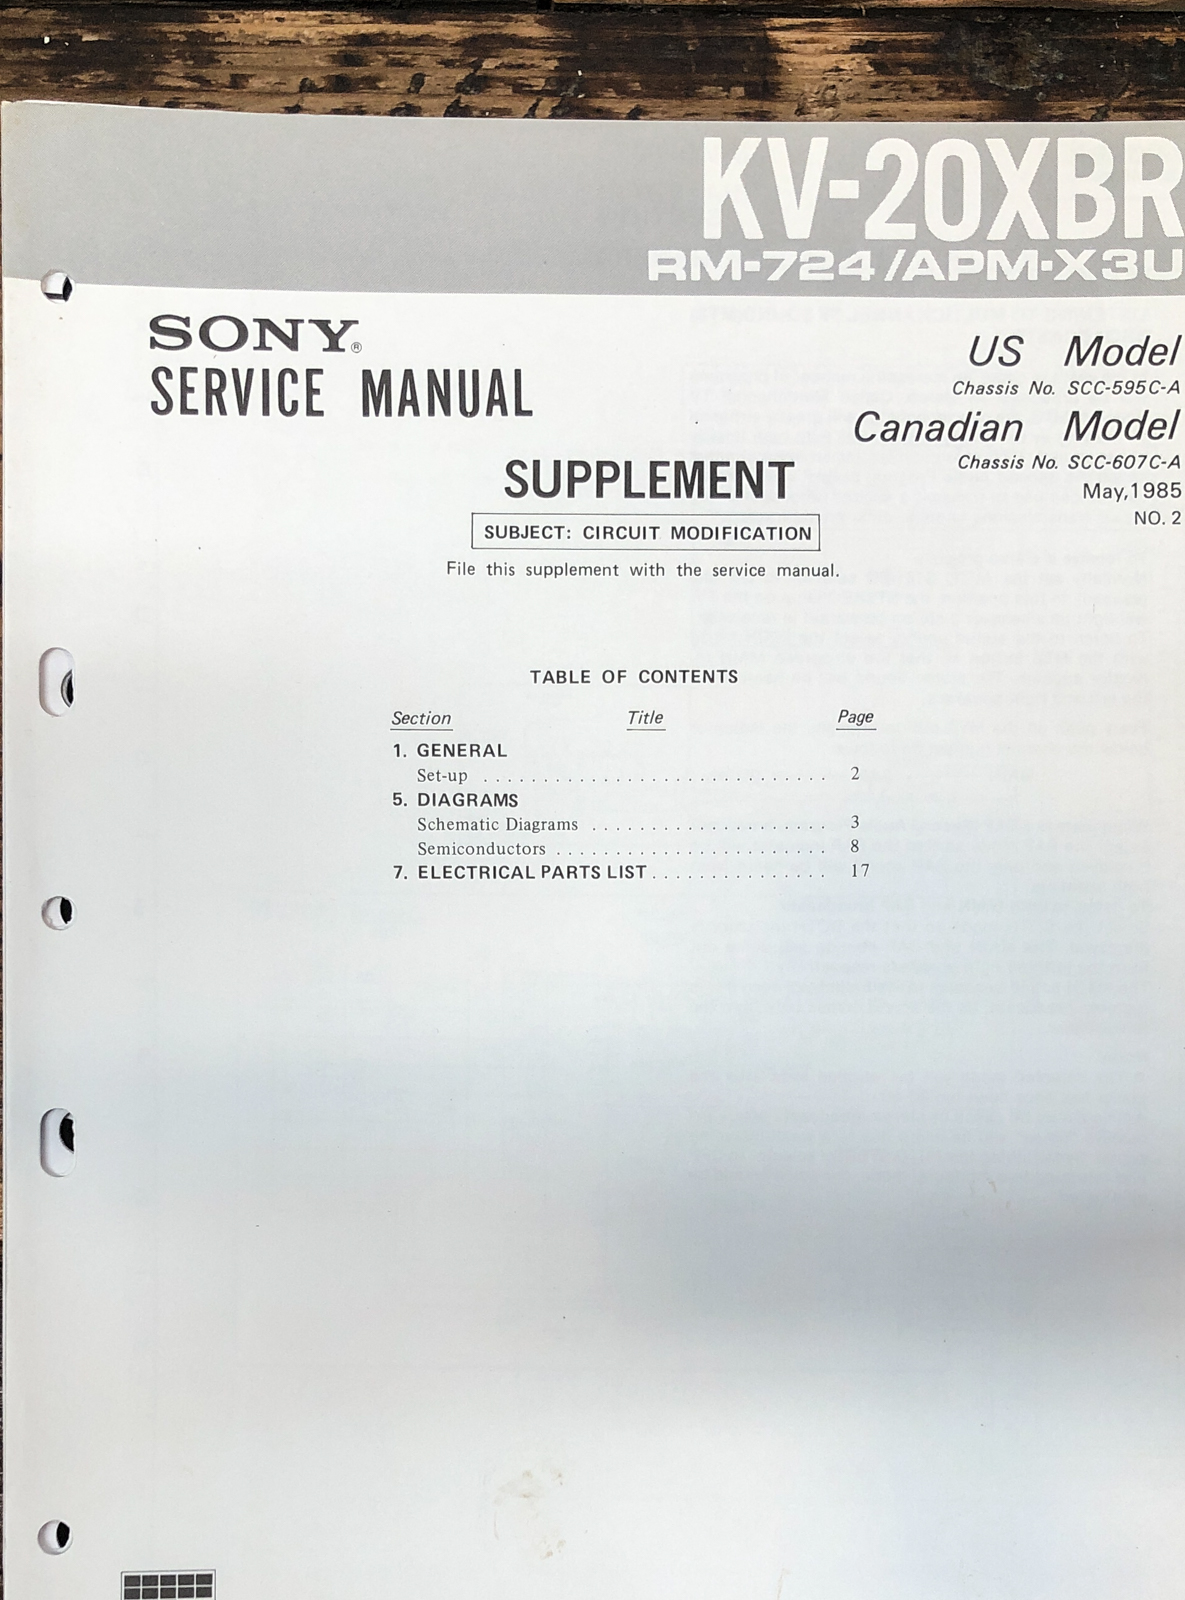 KV-20XBR
RM-724/APM-X3U
SONY®
SERVICE MANUAL
US Model
Chassis No. SCC-595C-A
Canadian Model
Chassis No. SCC-607C-A
May,1985
NO. 2
SUPPLEMENT
SUBJECT: CIRCUIT MODIFICATION
File this supplement with the service manual.
TABLE OF CONTENTS
Section Title Page
1. GENERAL
Set-up . . . . . . . . . . . . . . . . . . . . . . . . . . . . . 2
5. DIAGRAMS
Schematic Diagrams . . . . . . . . . . . . . . . . . . . . 3
Semiconductors . . . . . . . . . . . . . . . . . . . . . . . 8
7. ELECTRICAL PARTS LIST . . . . . . . . . . . . . . . 17